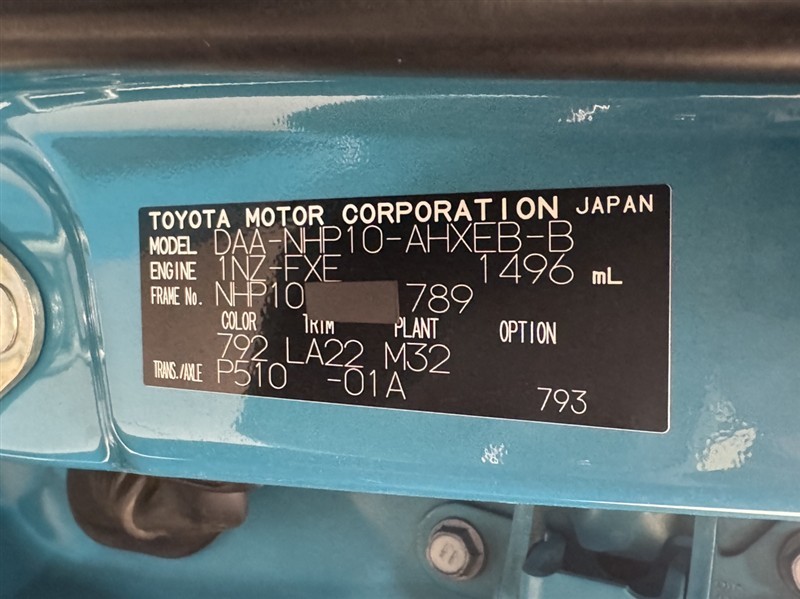 TOYOTA MOTOR CORPORATION JAPAN
MODEL DAA-NHP10-AHXEB-B
ENGINE 1NZ-FXE 1496 mL
FRAME No. NHP10 789
COLOR TRIM PLANT OPTION
792 LA22 M32
TRANS./AXLE P510 -01A
793